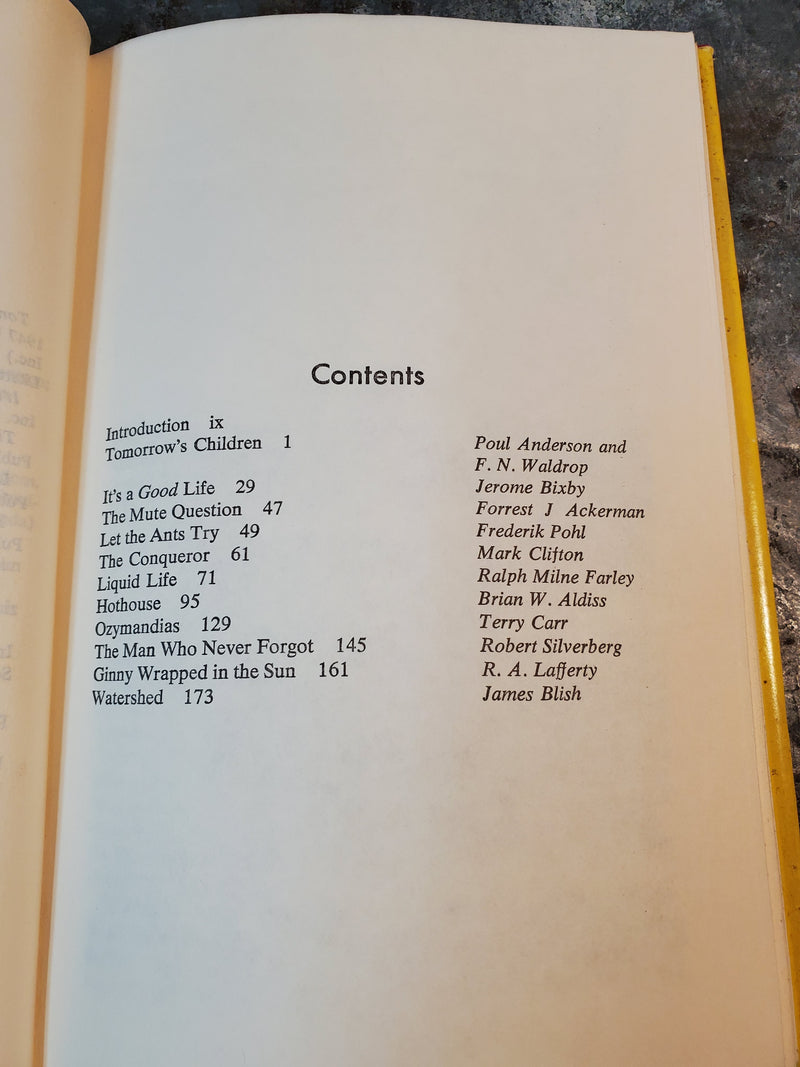 Contents
Introduction ix
Tomorrow's Children 1 Poul Anderson and
F. N. Waldrop
It's a Good Life 29 Jerome Bixby
The Mute Question 47 Forrest J Ackerman
Let the Ants Try 49 Frederik Pohl
The Conqueror 61 Mark Clifton
Liquid Life 71 Ralph Milne Farley
Hothouse 95 Brian W. Aldiss
Ozymandias 129 Terry Carr
The Man Who Never Forgot 145 Robert Silverberg
Ginny Wrapped in the Sun 161 R. A. Lafferty
Watershed 173 James Blish